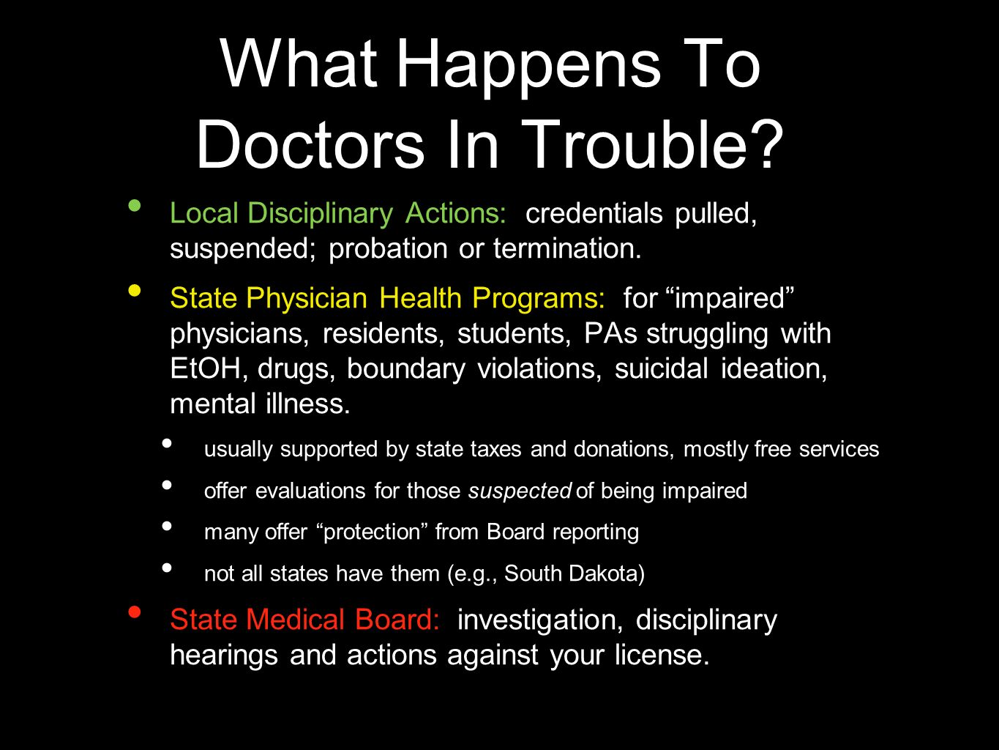 What Happens To
Doctors In Trouble?
• Local Disciplinary Actions: credentials pulled,
suspended; probation or termination.
• State Physician Health Programs: for “impaired”
physicians, residents, students, PAs struggling with
EtOH, drugs, boundary violations, suicidal ideation,
mental illness.
• usually supported by state taxes and donations, mostly free services
• offer evaluations for those suspected of being impaired
• many offer “protection” from Board reporting
• not all states have them (e.g., South Dakota)
• State Medical Board: investigation, disciplinary
hearings and actions against your license.